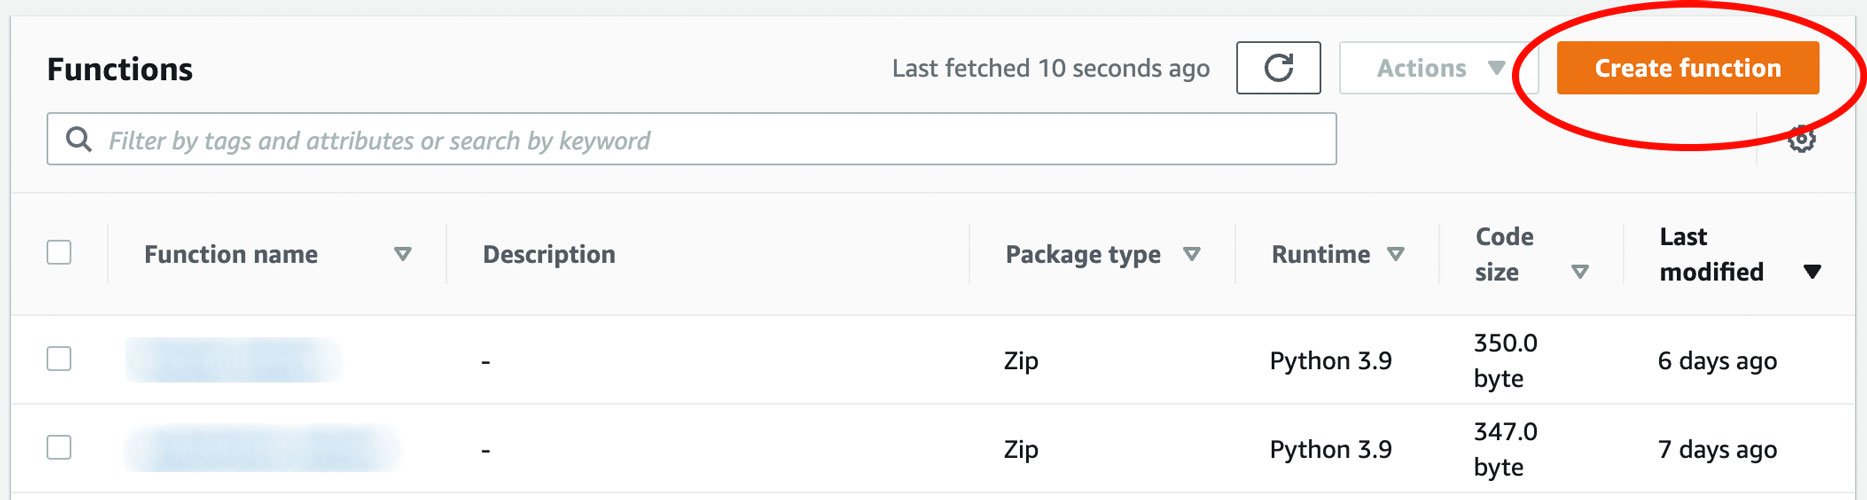 Functions
Last fetched 10 seconds ago
Actions
Create function
Filter by tags and attributes or search by keyword
Function name
Description
Package type
Runtime
Code
size
Last
modified
-
Zip
Python 3.9
350.0
byte
6 days ago
-
Zip
Python 3.9
347.0
byte
7 days ago